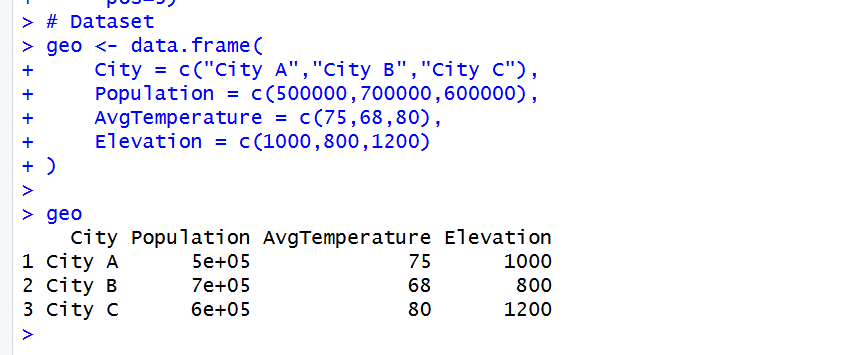 > # Dataset
> geo <- data.frame(
+     City = c("City A","City B","City C"),
+     Population = c(500000,700000,600000),
+     AvgTemperature = c(75,68,80),
+     Elevation = c(1000,800,1200)
+ )
>
> geo
    City Population AvgTemperature Elevation
1 City A      5e+05             75      1000
2 City B      7e+05             68       800
3 City C      6e+05             80      1200
>